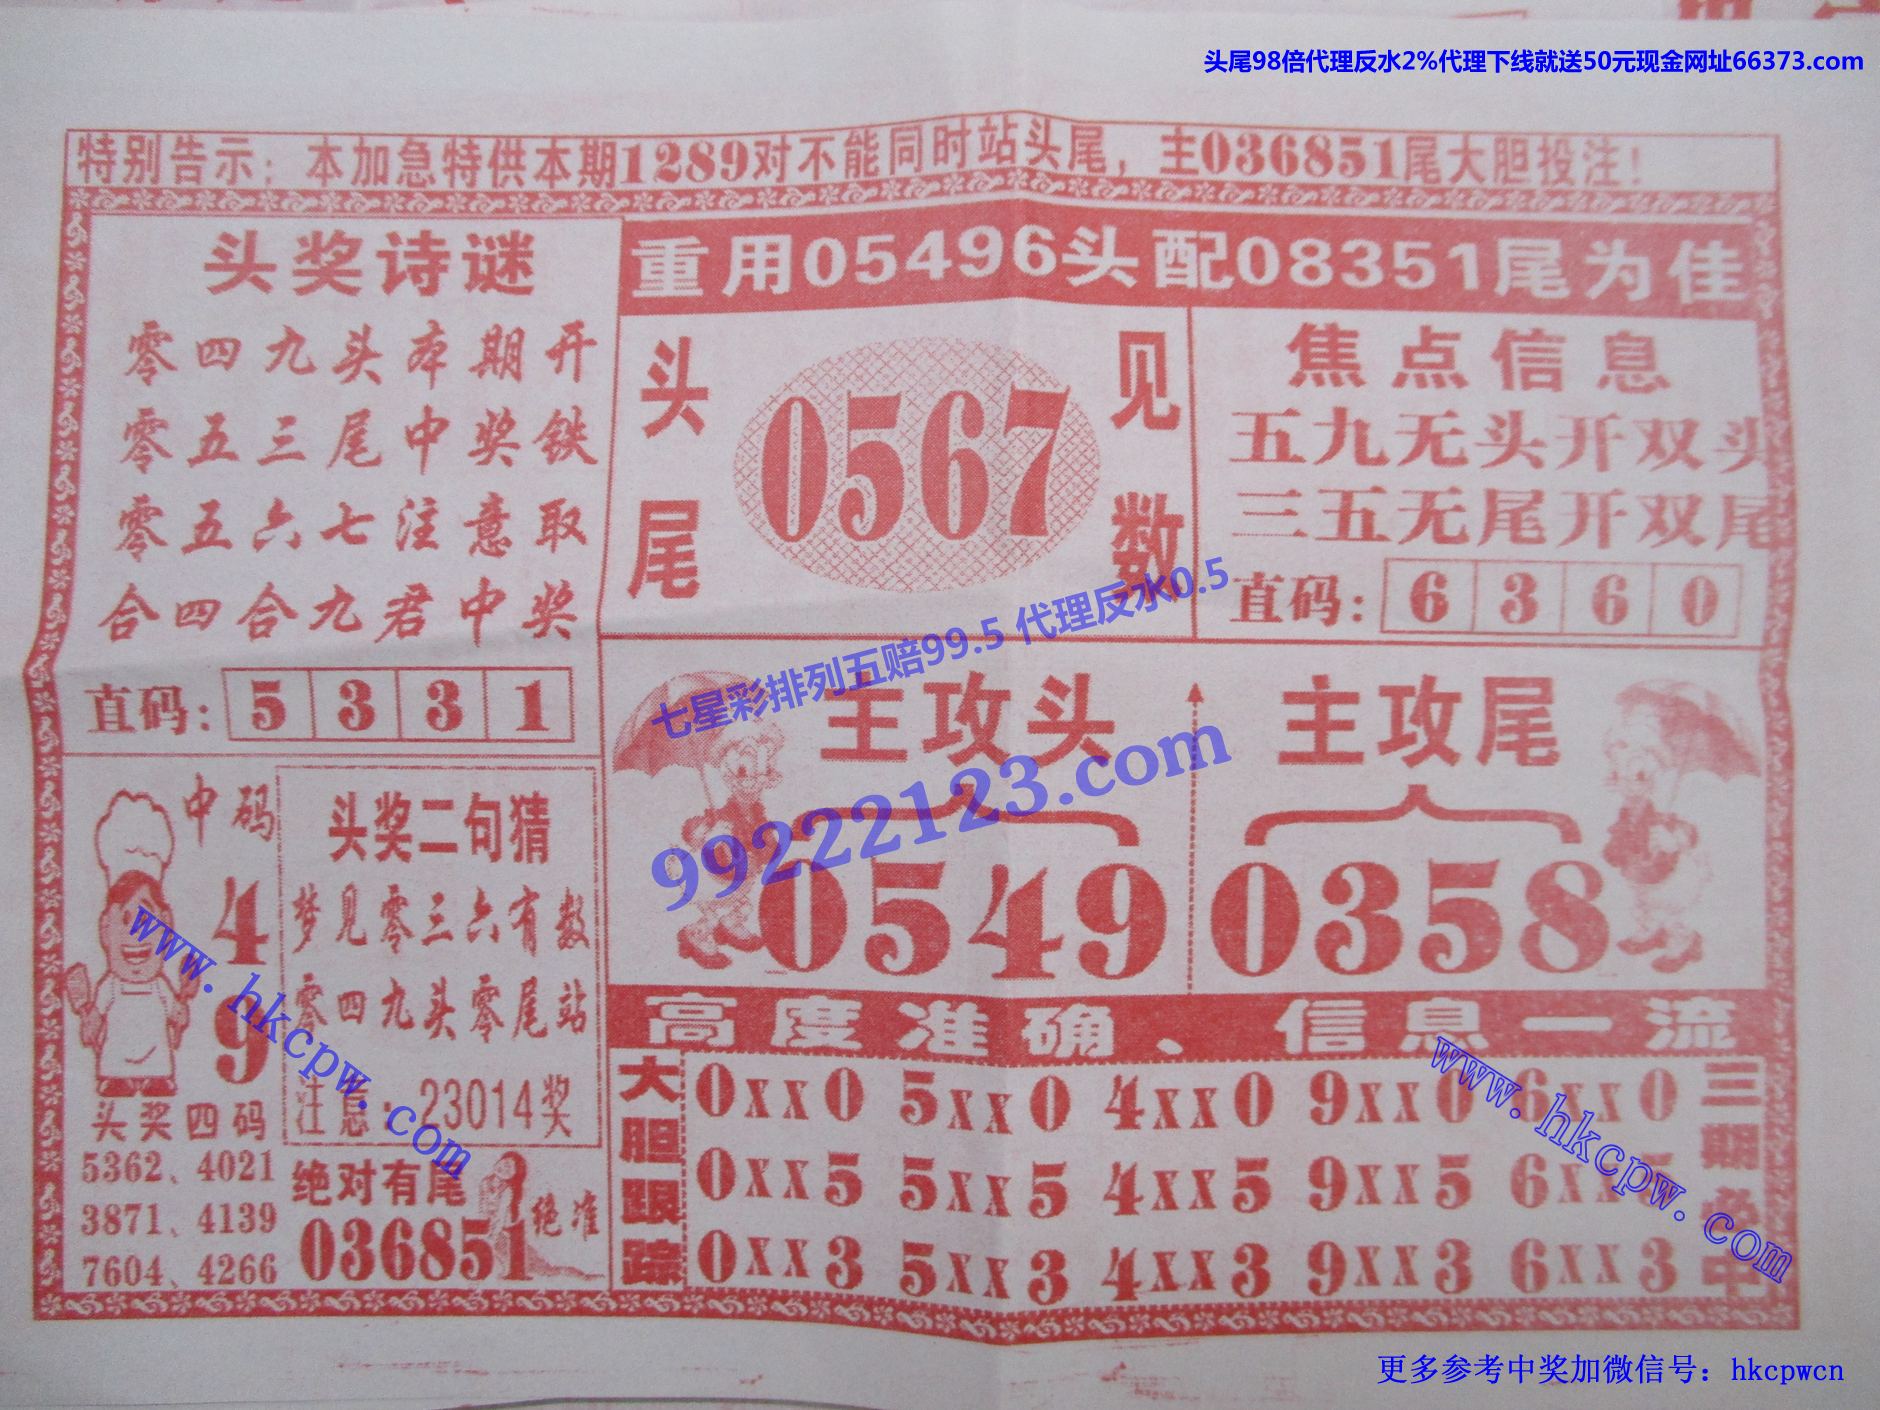 头尾98倍代理反水2%代理下线就送50元现金网址66373.com
特别告示：本加急特供本期1289对不能同时站头尾，主036851尾大胆投注！
头奖诗谜
零四九头本期开
零五三尾中奖铁
零五六七注意取
合四合九君中奖
直码：5331
重用05496头配08351尾为佳
头尾
0567
见数
焦点信息
五九无头开双头
三五无尾开双尾
直码：6360
七星彩排列五赔99.5 代理反水0.5
99222123.com
中码
4
9
头奖四码
5362、4021
3871、4139
7604、4266
头奖二句猜
梦见零三六有数
零四九头零尾站
注意：23014奖
绝对有尾
036851
绝准
主攻头
0549
主攻尾
0358
高度准确、信息一流
大胆跟踪
0xx0 5xx0 4xx0 9xx0 6xx0
0xx5 5xx5 4xx5 9xx5 6xx5
0xx3 5xx3 4xx3 9xx3 6xx3
三期必中
www.hkcpw.com
www.hkcpw.com
更多参考中奖加微信号：hkcpwcn